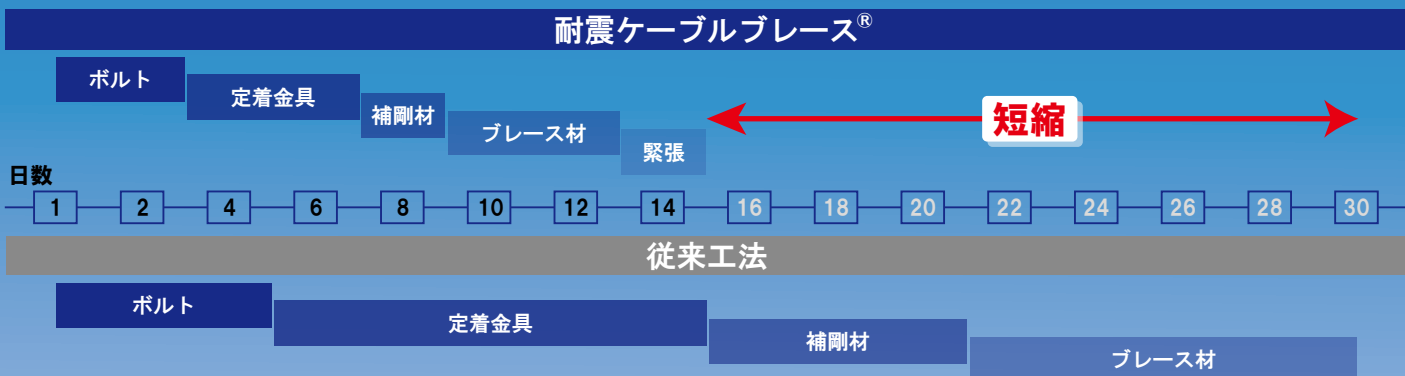 耐震ケーブルブレース®
ボルト
定着金具
補剛材
ブレース材
緊張
短縮
日数
1 2 4 6 8 10 12 14 16 18 20 22 24 26 28 30
従来工法
ボルト
定着金具
補剛材
ブレース材